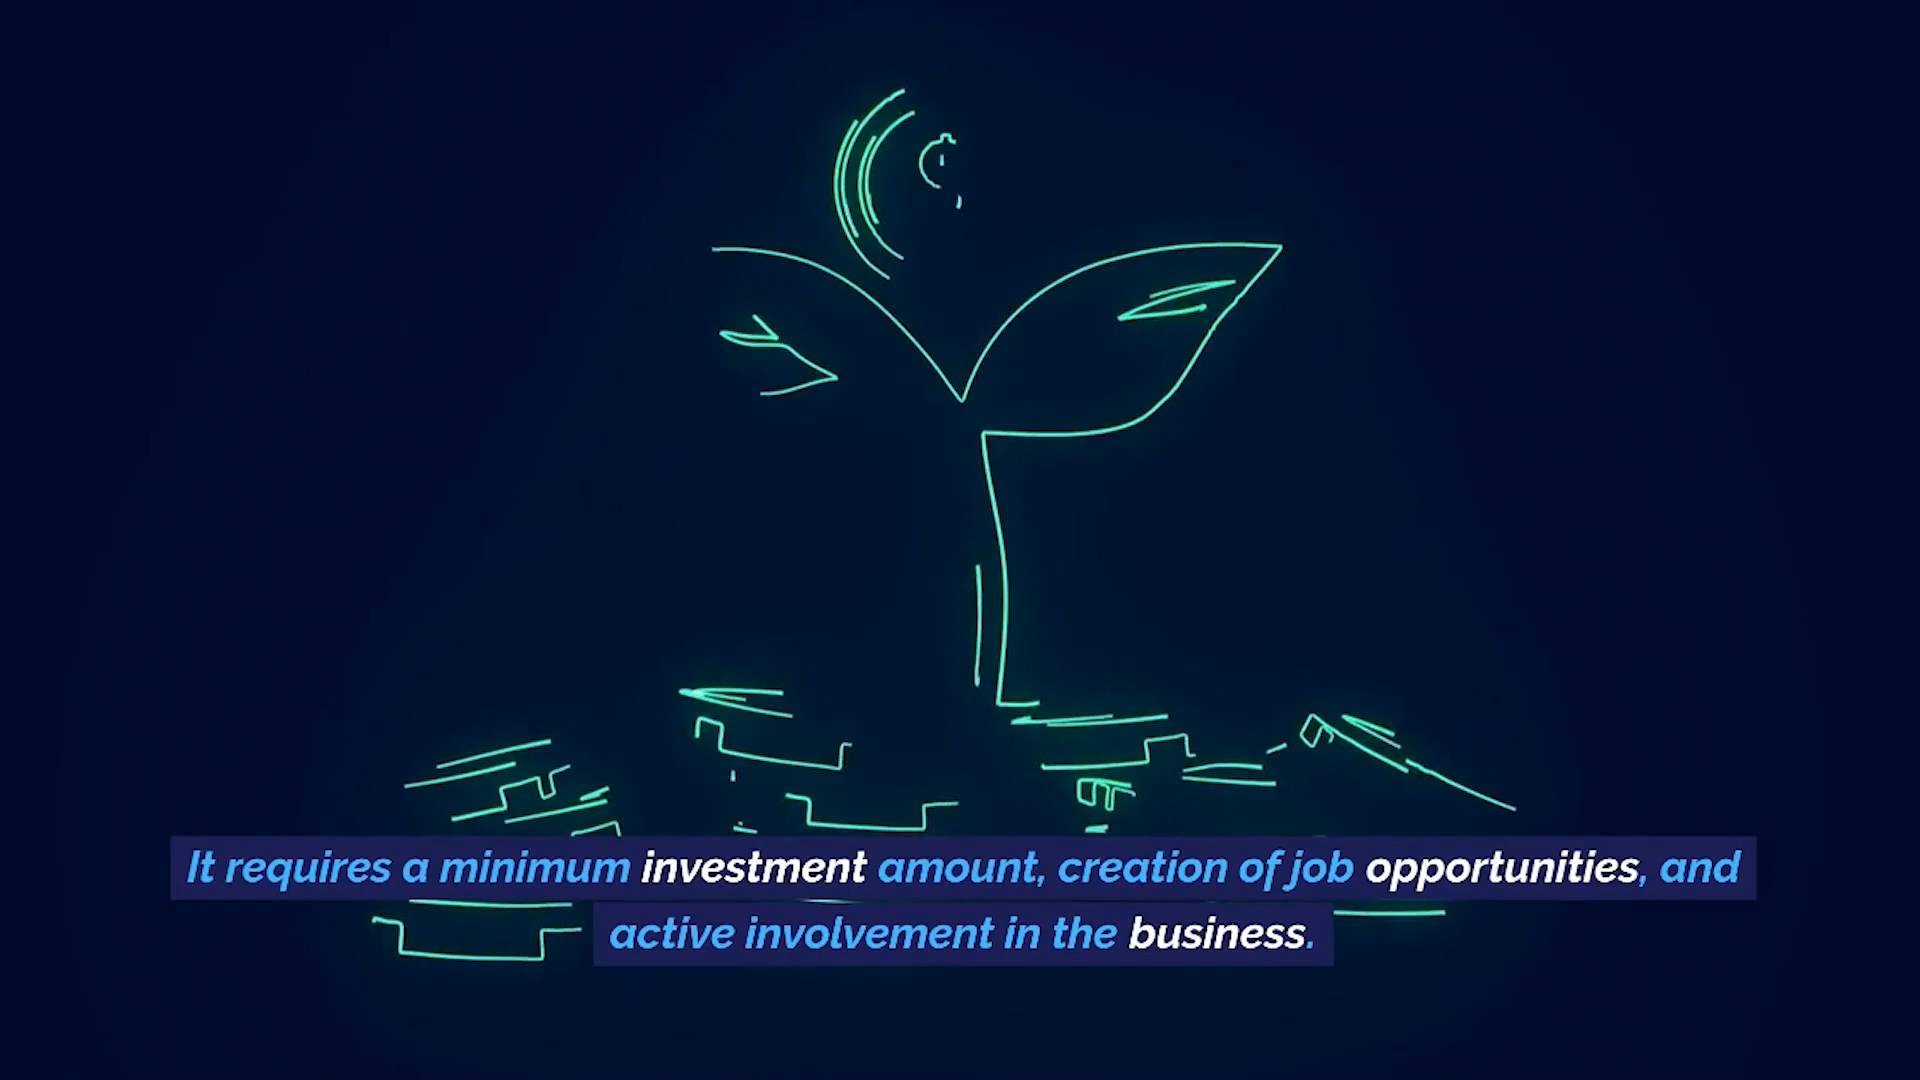 It requires a minimum investment amount, creation of job opportunities, and
active involvement in the business.